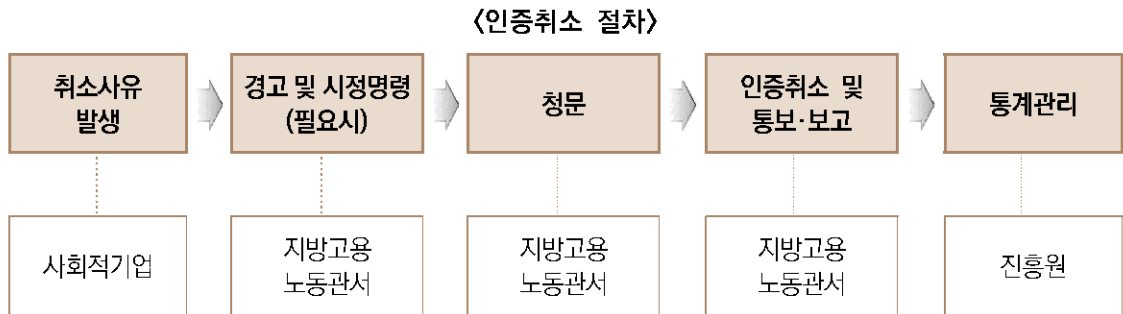 <인증취소 절차>
취소사유
발생
경고 및 시정명령
(필요시)
청문
인증취소 및
통보·보고
통계관리
사회적기업
지방고용
노동관서
지방고용
노동관서
지방고용
노동관서
진흥원